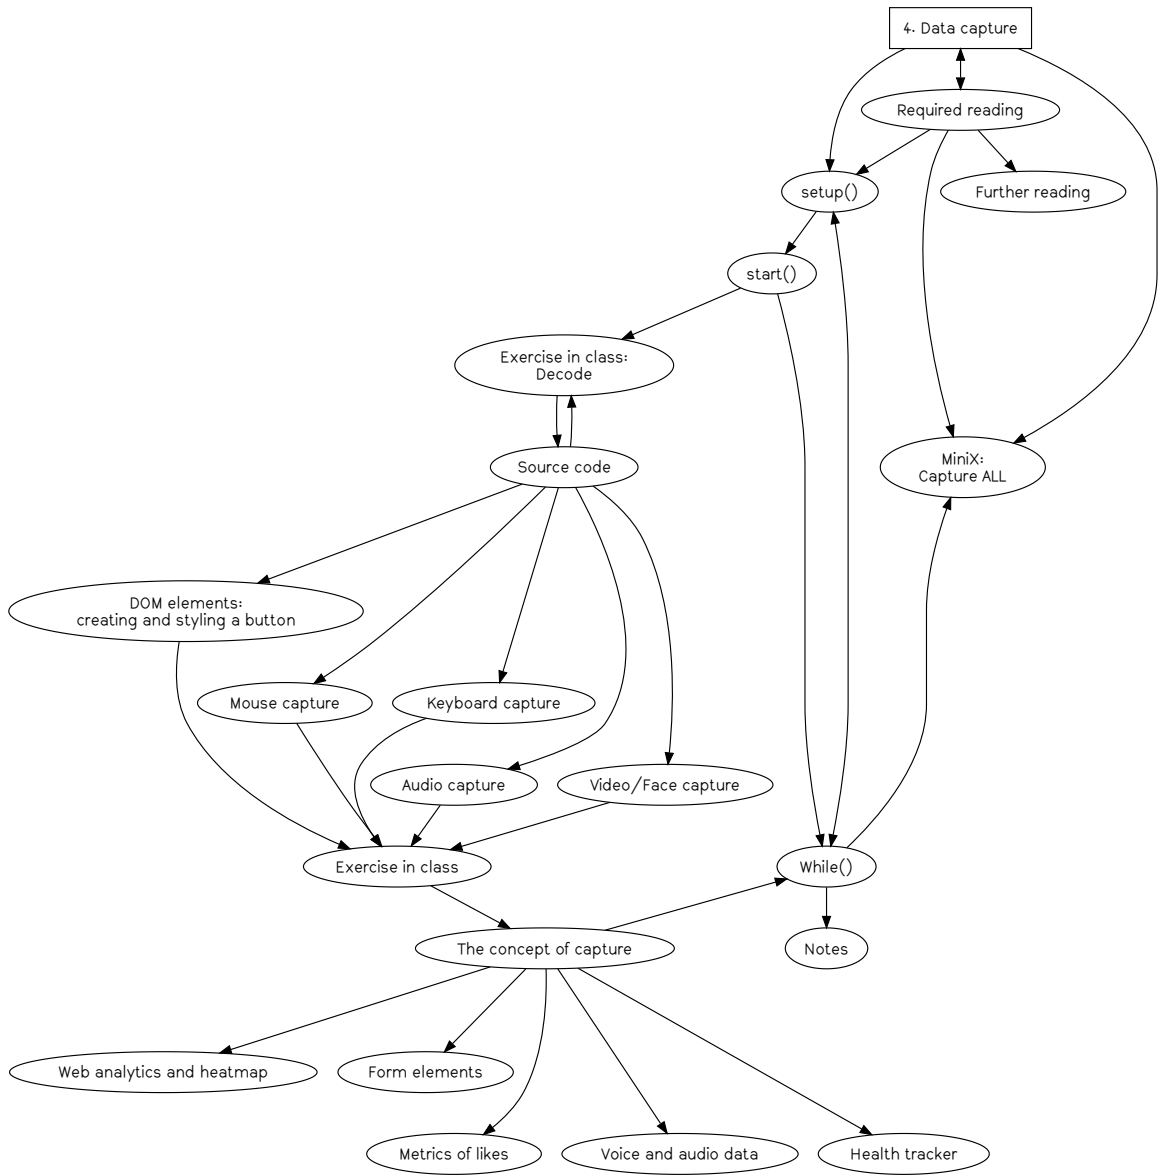 4. Data capture
Required reading
setup()
Further reading
start()
Exercise in class:
Decode
Source code
MiniX:
Capture ALL
DOM elements:
creating and styling a button
Mouse capture
Keyboard capture
Audio capture
Video/Face capture
Exercise in class
While()
The concept of capture
Notes
Web analytics and heatmap
Form elements
Metrics of likes
Voice and audio data
Health tracker